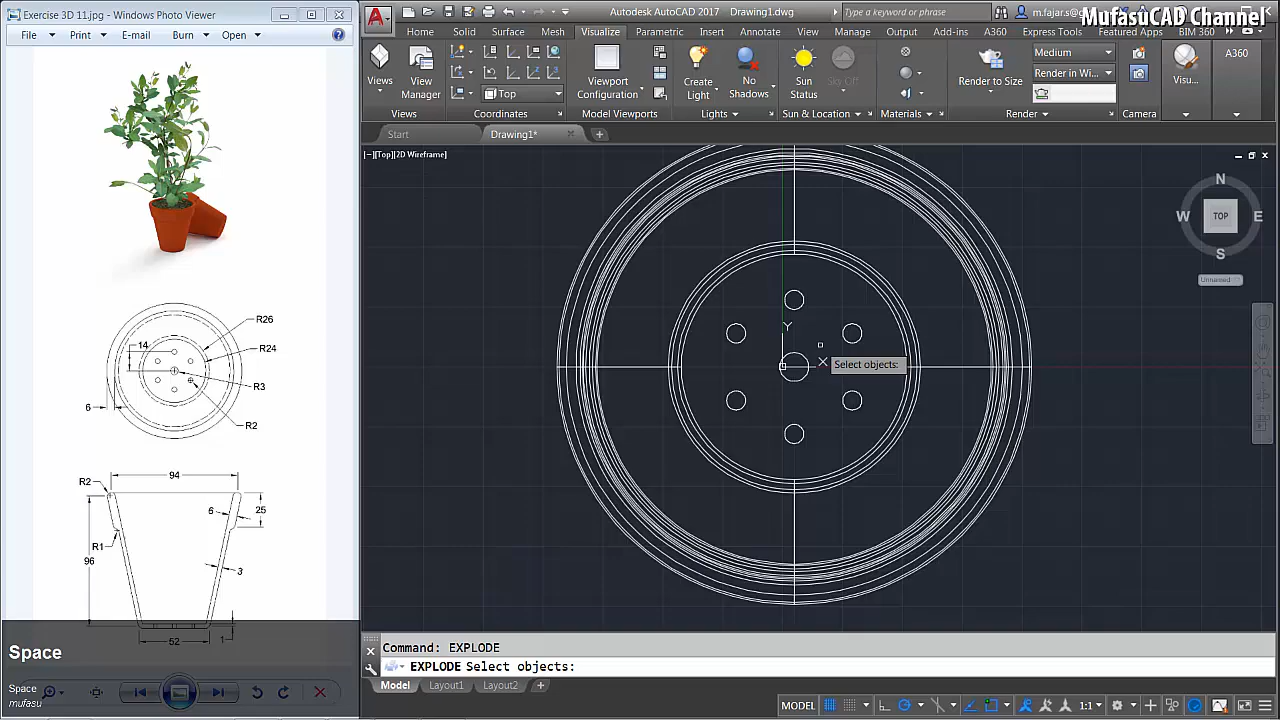 Exercise 3D 11.jpg - Windows Photo Viewer
File Print E-mail Burn Open
14
R26
R24
R3
R2
6
94
R2
6
25
R1
96
3
52
1
Space
Space
mufasu
Autodesk AutoCAD 2017 Drawing1.dwg
Type a keyword or phrase
m.fajar.s@
MufasuCAD Channel
Home Solid Surface Mesh Visualize Parametric Insert Annotate View Manage Output Add-ins A360 Express Tools Featured Apps BIM 360
Views
View Manager
Top
Viewport Configuration
Create Light
No Shadows
Sun Status
Sky Off
Render to Size
Medium
Render in Wi...
Visu...
A360
Views Coordinates Model Viewports Lights Sun & Location Materials Render Camera
Start Drawing1*
[−][Top][2D Wireframe]
N
W TOP E
S
Unnamed
Y
X
Select objects:
Command: EXPLODE
EXPLODE Select objects:
Model Layout1 Layout2
MODEL 1:1